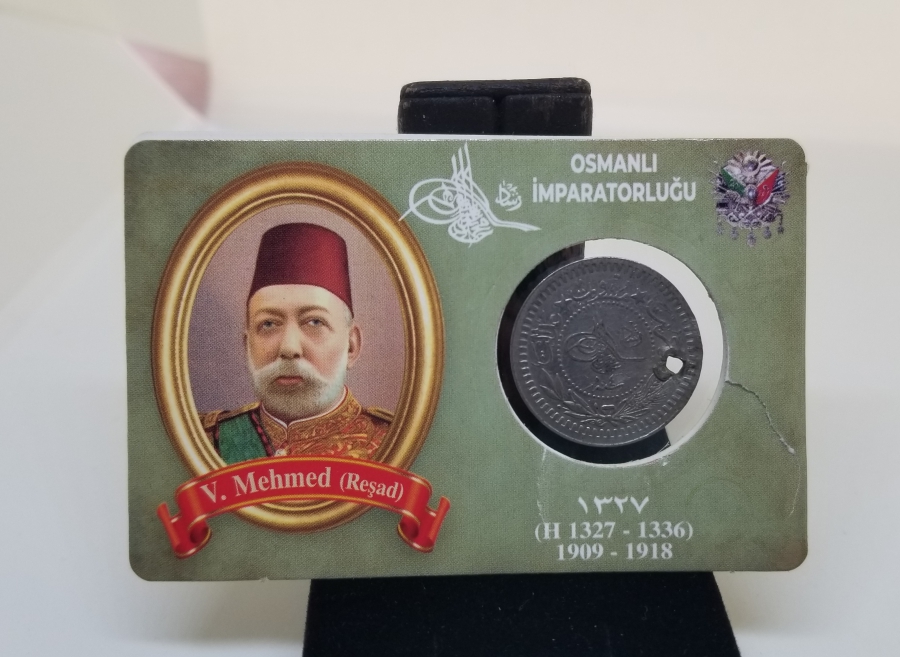 OSMANLI
İMPARATORLUĞU
V. Mehmed (Reşad)
١٣٢٧
(H 1327 - 1336)
1909 - 1918